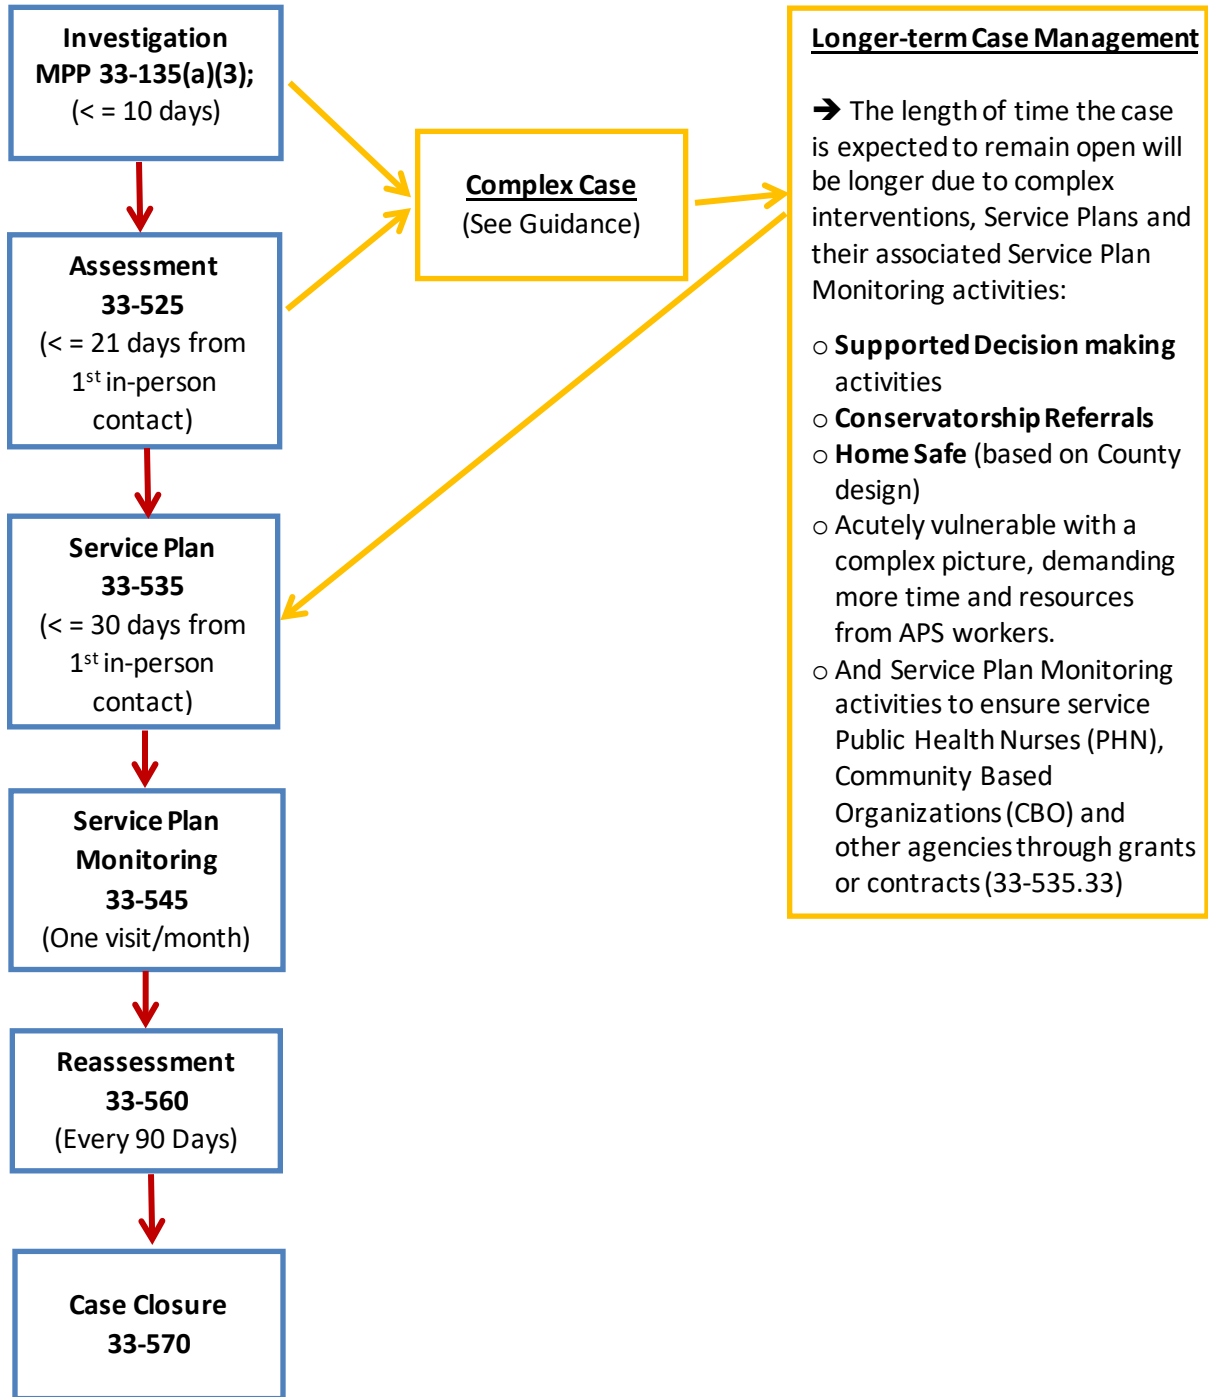 Investigation
MPP 33-135(a)(3);
(< = 10 days)
Assessment
33-525
(< = 21 days from
1st in-person
contact)
Service Plan
33-535
(< = 30 days from
1st in-person
contact)
Service Plan
Monitoring
33-545
(One visit/month)
Reassessment
33-560
(Every 90 Days)
Case Closure
33-570
Complex Case
(See Guidance)
Longer-term Case Management
➔ The length of time the case
is expected to remain open will
be longer due to complex
interventions, Service Plans and
their associated Service Plan
Monitoring activities:
o Supported Decision making
activities
o Conservatorship Referrals
o Home Safe (based on County
design)
o Acutely vulnerable with a
complex picture, demanding
more time and resources
from APS workers.
o And Service Plan Monitoring
activities to ensure service
Public Health Nurses (PHN),
Community Based
Organizations (CBO) and
other agencies through grants
or contracts (33-535.33)